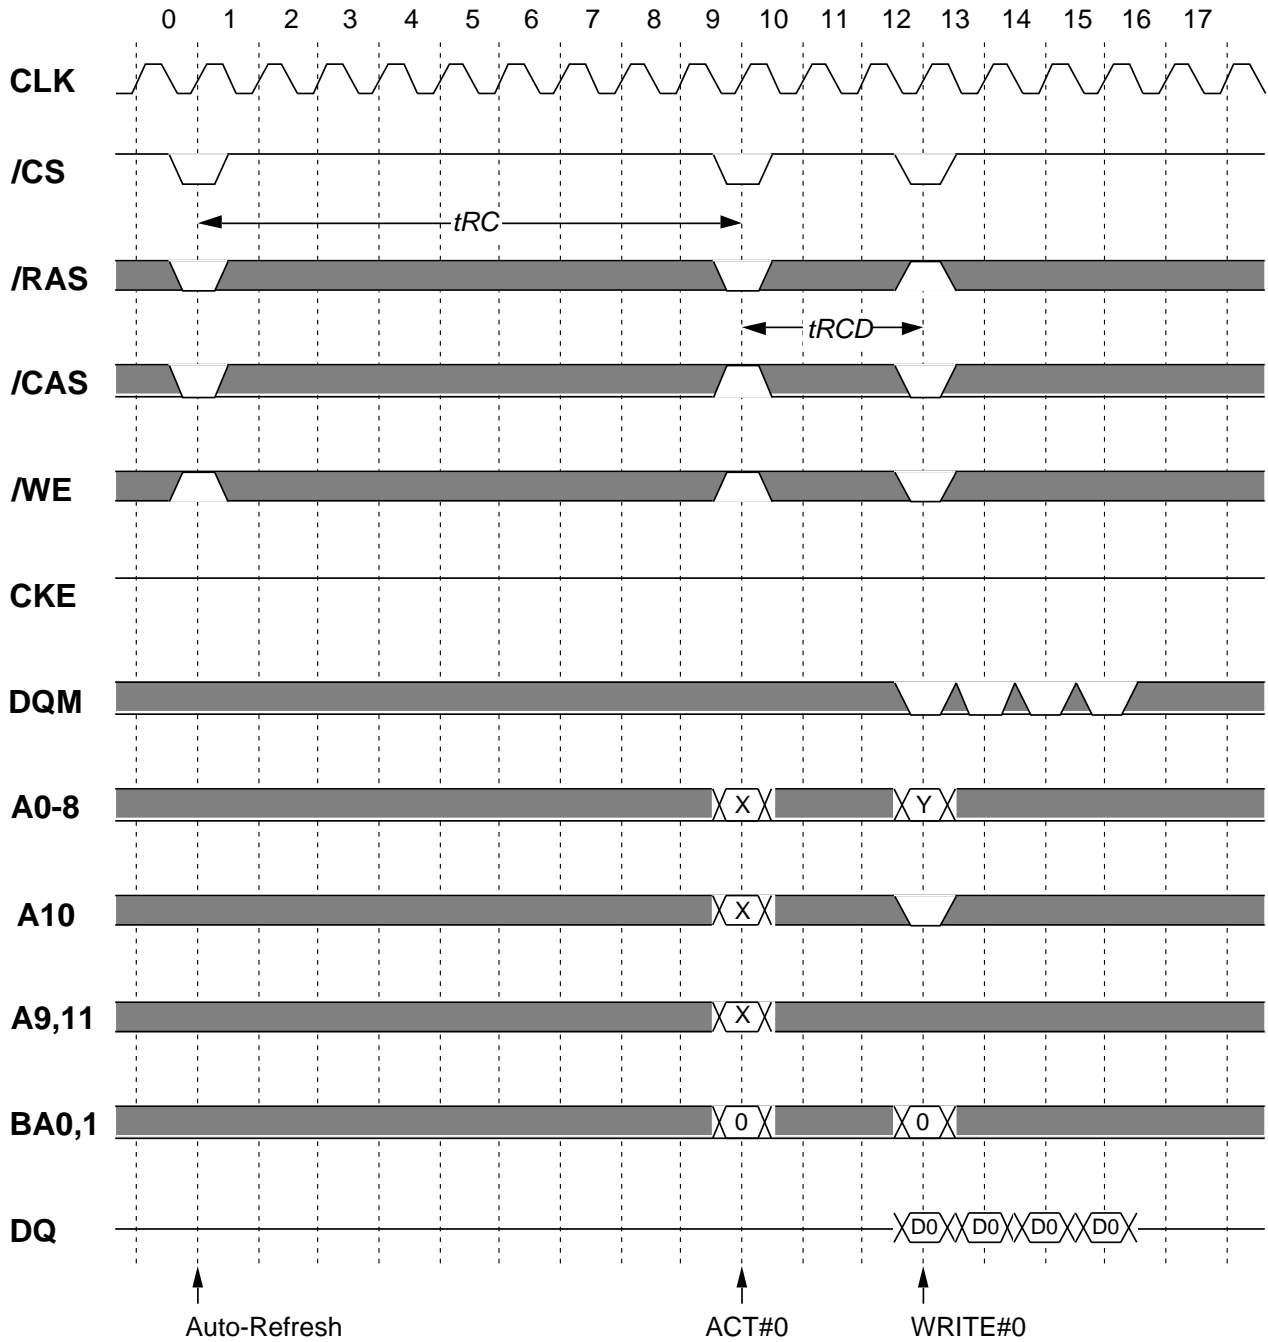 0 1 2 3 4 5 6 7 8 9 10 11 12 13 14 15 16 17
CLK
/CS
tRC
/RAS
tRCD
/CAS
/WE
CKE
DQM
A0-8 X Y
A10 X
A9,11 X
BA0,1 0 0
DQ D0 D0 D0 D0
Auto-Refresh ACT#0 WRITE#0